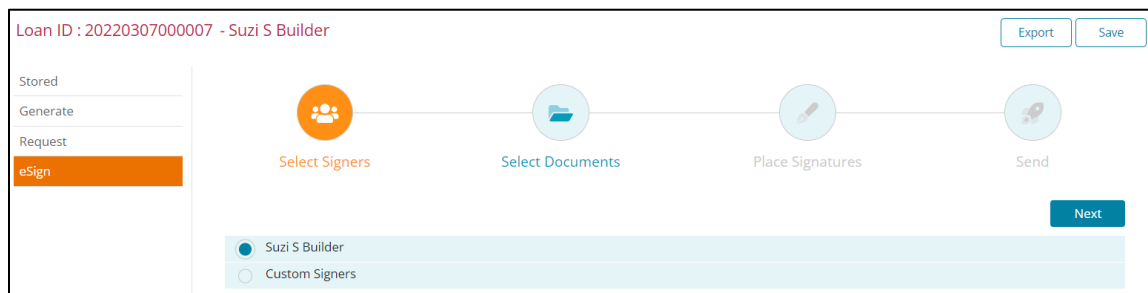 Loan ID : 20220307000007 - Suzi S Builder
Export
Save
Stored
Generate
Request
eSign
Select Signers
Select Documents
Place Signatures
Send
Next
Suzi S Builder
Custom Signers